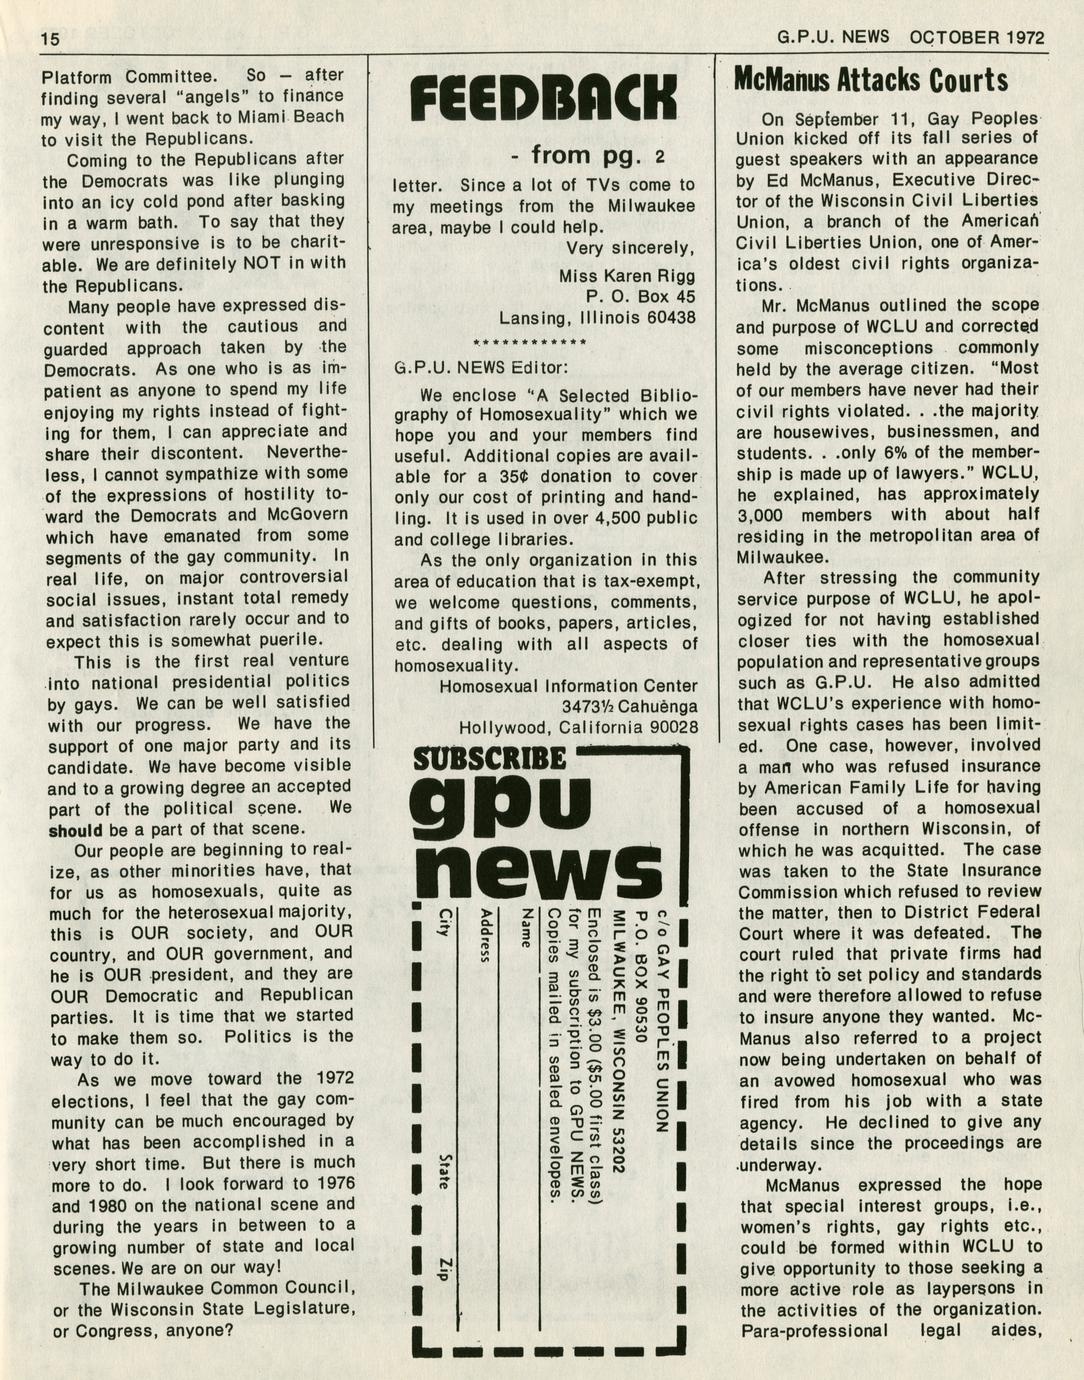 15
G.P.U. NEWS OCTOBER 1972
Platform Committee. So — after
finding several "angels" to finance
my way, I went back to Miami Beach
to visit the Republicans.
Coming to the Republicans after
the Democrats was like plunging
into an icy cold pond after basking
in a warm bath. To say that they
were unresponsive is to be charit-
able. We are definitely NOT in with
the Republicans.
Many people have expressed dis-
content with the cautious and
guarded approach taken by the
Democrats. As one who is as im-
patient as anyone to spend my life
enjoying my rights instead of fight-
ing for them, I can appreciate and
share their discontent. Neverthe-
less, I cannot sympathize with some
of the expressions of hostility to-
ward the Democrats and McGovern
which have emanated from some
segments of the gay community. In
real life, on major controversial
social issues, instant total remedy
and satisfaction rarely occur and to
expect this is somewhat puerile.
This is the first real venture
into national presidential politics
by gays. We can be well satisfied
with our progress. We have the
support of one major party and its
candidate. We have become visible
and to a growing degree an accepted
part of the political scene. We
should be a part of that scene.
Our people are beginning to real-
ize, as other minorities have, that
for us as homosexuals, quite as
much for the heterosexual majority,
this is OUR society, and OUR
country, and OUR government, and
he is OUR president, and they are
OUR Democratic and Republican
parties. It is time that we started
to make them so. Politics is the
way to do it.
As we move toward the 1972
elections, I feel that the gay com-
munity can be much encouraged by
what has been accomplished in a
very short time. But there is much
more to do. I look forward to 1976
and 1980 on the national scene and
during the years in between to a
growing number of state and local
scenes. We are on our way!
The Milwaukee Common Council,
or the Wisconsin State Legislature,
or Congress, anyone?
FEEDBACK
- from pg. 2
letter. Since a lot of TVs come to
my meetings from the Milwaukee
area, maybe I could help.
Very sincerely,
Miss Karen Rigg
P. O. Box 45
Lansing, Illinois 60438
************
G.P.U. NEWS Editor:
We enclose "A Selected Biblio-
graphy of Homosexuality" which we
hope you and your members find
useful. Additional copies are avail-
able for a 35¢ donation to cover
only our cost of printing and hand-
ling. It is used in over 4,500 public
and college libraries.
As the only organization in this
area of education that is tax-exempt,
we welcome questions, comments,
and gifts of books, papers, articles,
etc. dealing with all aspects of
homosexuality.
Homosexual Information Center
3473½ Cahuenga
Hollywood, California 90028
SUBSCRIBE
gpu
news
c/o GAY PEOPLES UNION
P.O. BOX 90530
MILWAUKEE, WISCONSIN 53202
Enclosed is $3.00 ($5.00 first class)
for my subscription to GPU NEWS.
Copies mailed in sealed envelopes.
Name
Address
City State Zip
McManus Attacks Courts
On September 11, Gay Peoples
Union kicked off its fall series of
guest speakers with an appearance
by Ed McManus, Executive Direc-
tor of the Wisconsin Civil Liberties
Union, a branch of the American
Civil Liberties Union, one of Amer-
ica's oldest civil rights organiza-
tions.
Mr. McManus outlined the scope
and purpose of WCLU and corrected
some misconceptions commonly
held by the average citizen. "Most
of our members have never had their
civil rights violated. . .the majority
are housewives, businessmen, and
students. . .only 6% of the member-
ship is made up of lawyers." WCLU,
he explained, has approximately
3,000 members with about half
residing in the metropolitan area of
Milwaukee.
After stressing the community
service purpose of WCLU, he apol-
ogized for not having established
closer ties with the homosexual
population and representative groups
such as G.P.U. He also admitted
that WCLU's experience with homo-
sexual rights cases has been limit-
ed. One case, however, involved
a man who was refused insurance
by American Family Life for having
been accused of a homosexual
offense in northern Wisconsin, of
which he was acquitted. The case
was taken to the State Insurance
Commission which refused to review
the matter, then to District Federal
Court where it was defeated. The
court ruled that private firms had
the right to set policy and standards
and were therefore allowed to refuse
to insure anyone they wanted. Mc-
Manus also referred to a project
now being undertaken on behalf of
an avowed homosexual who was
fired from his job with a state
agency. He declined to give any
details since the proceedings are
underway.
McManus expressed the hope
that special interest groups, i.e.,
women's rights, gay rights etc.,
could be formed within WCLU to
give opportunity to those seeking a
more active role as laypersons in
the activities of the organization.
Para-professional legal aides,